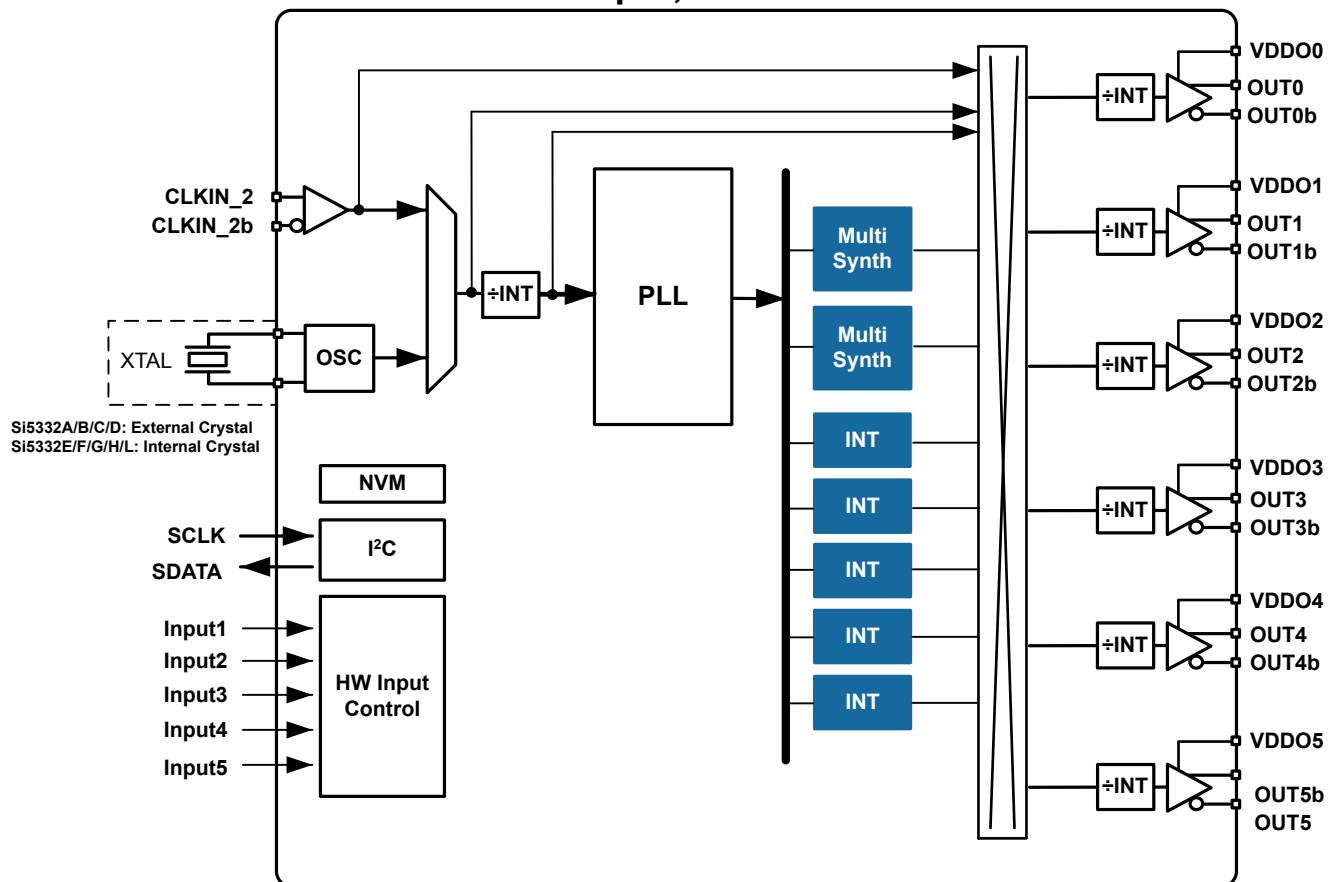 VDDO0
÷INT
OUT0
OUT0b
CLKIN_2
CLKIN_2b
VDDO1
÷INT
OUT1
OUT1b
Multi
Synth
÷INT
PLL
XTAL
OSC
Multi
Synth
VDDO2
÷INT
OUT2
OUT2b
Si5332A/B/C/D: External Crystal
Si5332E/F/G/H/L: Internal Crystal
INT
INT
INT
INT
INT
NVM
SCLK
SDATA
I²C
Input1
Input2
Input3
Input4
Input5
HW Input
Control
VDDO3
÷INT
OUT3
OUT3b
VDDO4
÷INT
OUT4
OUT4b
VDDO5
÷INT
OUT5b
OUT5